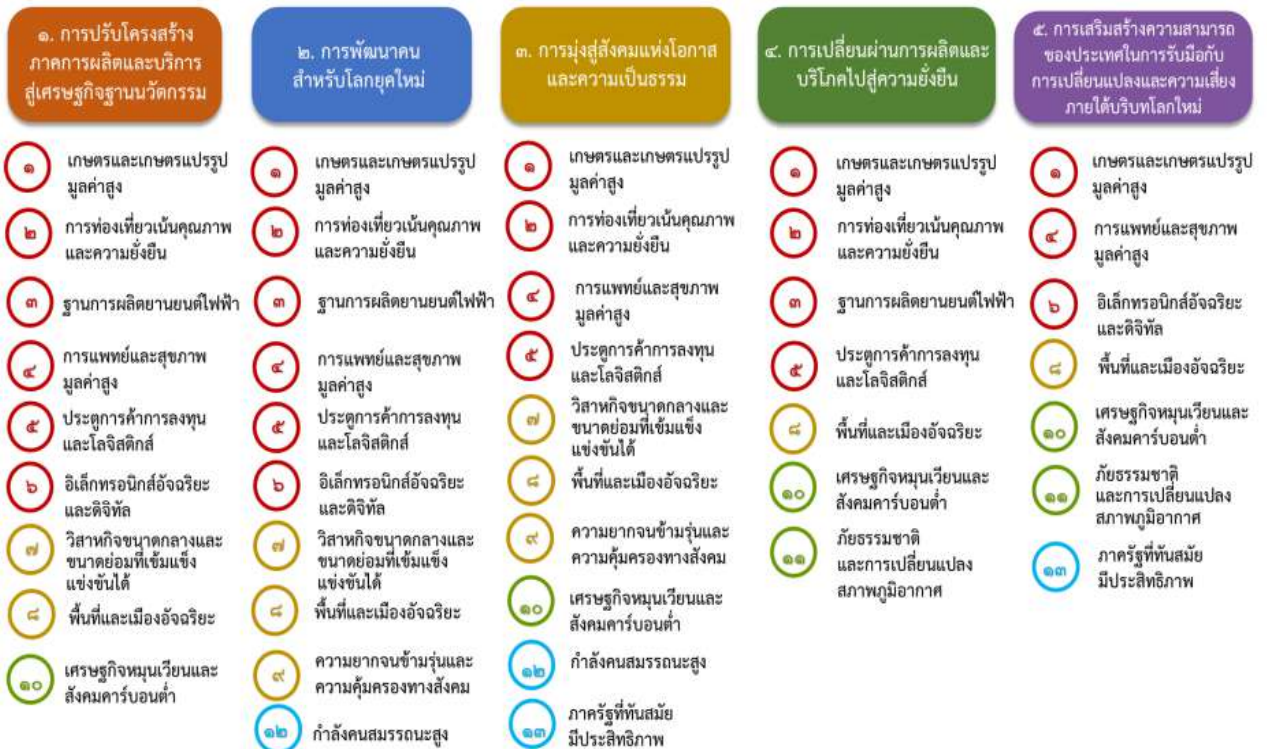 ๑. การปรับโครงสร้าง
ภาคการผลิตและบริการ
สู่เศรษฐกิจฐานนวัตกรรม
๑
เกษตรและเกษตรแปรรูป
มูลค่าสูง
๒
การท่องเที่ยวเน้นคุณภาพ
และความยั่งยืน
๓
ฐานการผลิตยานยนต์ไฟฟ้า
๔
การแพทย์และสุขภาพ
มูลค่าสูง
๕
ประตูการค้าการลงทุน
และโลจิสติกส์
๖
อิเล็กทรอนิกส์อัจฉริยะ
และดิจิทัล
๗
วิสาหกิจขนาดกลางและ
ขนาดย่อมที่เข้มแข็ง
แข่งขันได้
๘
พื้นที่และเมืองอัจฉริยะ
๑๐
เศรษฐกิจหมุนเวียนและ
สังคมคาร์บอนต่ำ
๒. การพัฒนาคน
สำหรับโลกยุคใหม่
๑
เกษตรและเกษตรแปรรูป
มูลค่าสูง
๒
การท่องเที่ยวเน้นคุณภาพ
และความยั่งยืน
๓
ฐานการผลิตยานยนต์ไฟฟ้า
๔
การแพทย์และสุขภาพ
มูลค่าสูง
๕
ประตูการค้าการลงทุน
และโลจิสติกส์
๖
อิเล็กทรอนิกส์อัจฉริยะ
และดิจิทัล
๗
วิสาหกิจขนาดกลางและ
ขนาดย่อมที่เข้มแข็ง
แข่งขันได้
๘
พื้นที่และเมืองอัจฉริยะ
๙
ความยากจนข้ามรุ่นและ
ความคุ้มครองทางสังคม
๑๒
กำลังคนสมรรถนะสูง
๓. การมุ่งสู่สังคมแห่งโอกาส
และความเป็นธรรม
๑
เกษตรและเกษตรแปรรูป
มูลค่าสูง
๒
การท่องเที่ยวเน้นคุณภาพ
และความยั่งยืน
๔
การแพทย์และสุขภาพ
มูลค่าสูง
๕
ประตูการค้าการลงทุน
และโลจิสติกส์
๗
วิสาหกิจขนาดกลางและ
ขนาดย่อมที่เข้มแข็ง
แข่งขันได้
๘
พื้นที่และเมืองอัจฉริยะ
๙
ความยากจนข้ามรุ่นและ
ความคุ้มครองทางสังคม
๑๐
เศรษฐกิจหมุนเวียนและ
สังคมคาร์บอนต่ำ
๑๒
กำลังคนสมรรถนะสูง
๑๓
ภาครัฐที่ทันสมัย
มีประสิทธิภาพ
๔. การเปลี่ยนผ่านการผลิตและ
บริโภคไปสู่ความยั่งยืน
๑
เกษตรและเกษตรแปรรูป
มูลค่าสูง
๒
การท่องเที่ยวเน้นคุณภาพ
และความยั่งยืน
๓
ฐานการผลิตยานยนต์ไฟฟ้า
๕
ประตูการค้าการลงทุน
และโลจิสติกส์
๘
พื้นที่และเมืองอัจฉริยะ
๑๐
เศรษฐกิจหมุนเวียนและ
สังคมคาร์บอนต่ำ
๑๑
ภัยธรรมชาติ
และการเปลี่ยนแปลง
สภาพภูมิอากาศ
๕. การเสริมสร้างความสามารถ
ของประเทศในการรับมือกับ
การเปลี่ยนแปลงและความเสี่ยง
ภายใต้บริบทโลกใหม่
๑
เกษตรและเกษตรแปรรูป
มูลค่าสูง
๔
การแพทย์และสุขภาพ
มูลค่าสูง
๖
อิเล็กทรอนิกส์อัจฉริยะ
และดิจิทัล
๘
พื้นที่และเมืองอัจฉริยะ
๑๐
เศรษฐกิจหมุนเวียนและ
สังคมคาร์บอนต่ำ
๑๑
ภัยธรรมชาติ
และการเปลี่ยนแปลง
สภาพภูมิอากาศ
๑๓
ภาครัฐที่ทันสมัย
มีประสิทธิภาพ